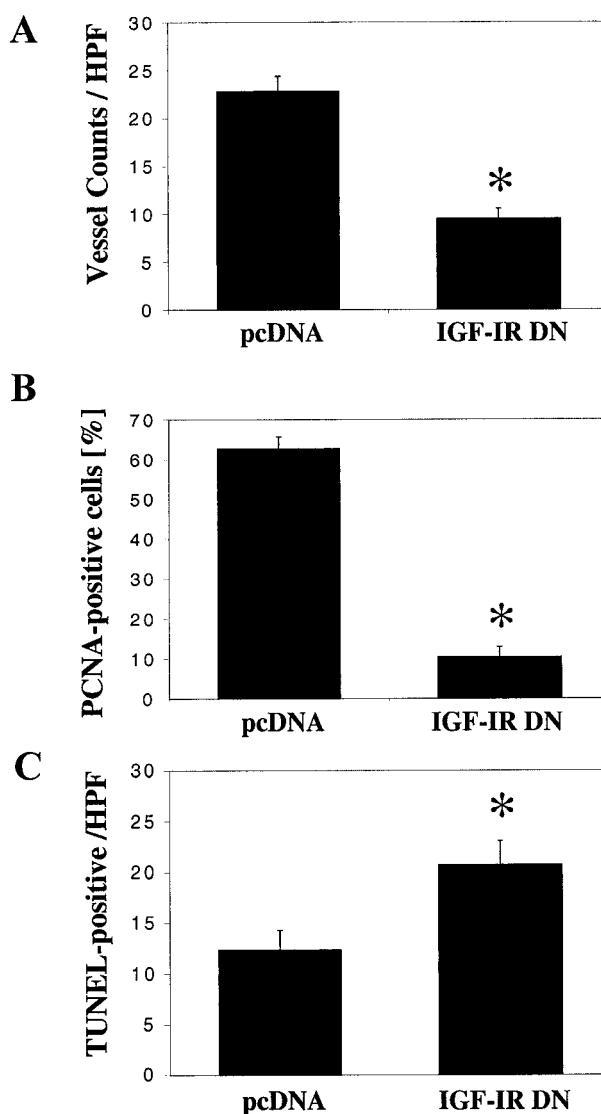 A
Vessel Counts / HPF
30
25
20
15
10
5
0
*
pcDNA
IGF-IR DN
B
PCNA-positive cells [%]
70
60
50
40
30
20
10
0
*
pcDNA
IGF-IR DN
C
TUNEL-positive /HPF
30
25
20
15
10
5
0
*
pcDNA
IGF-IR DN